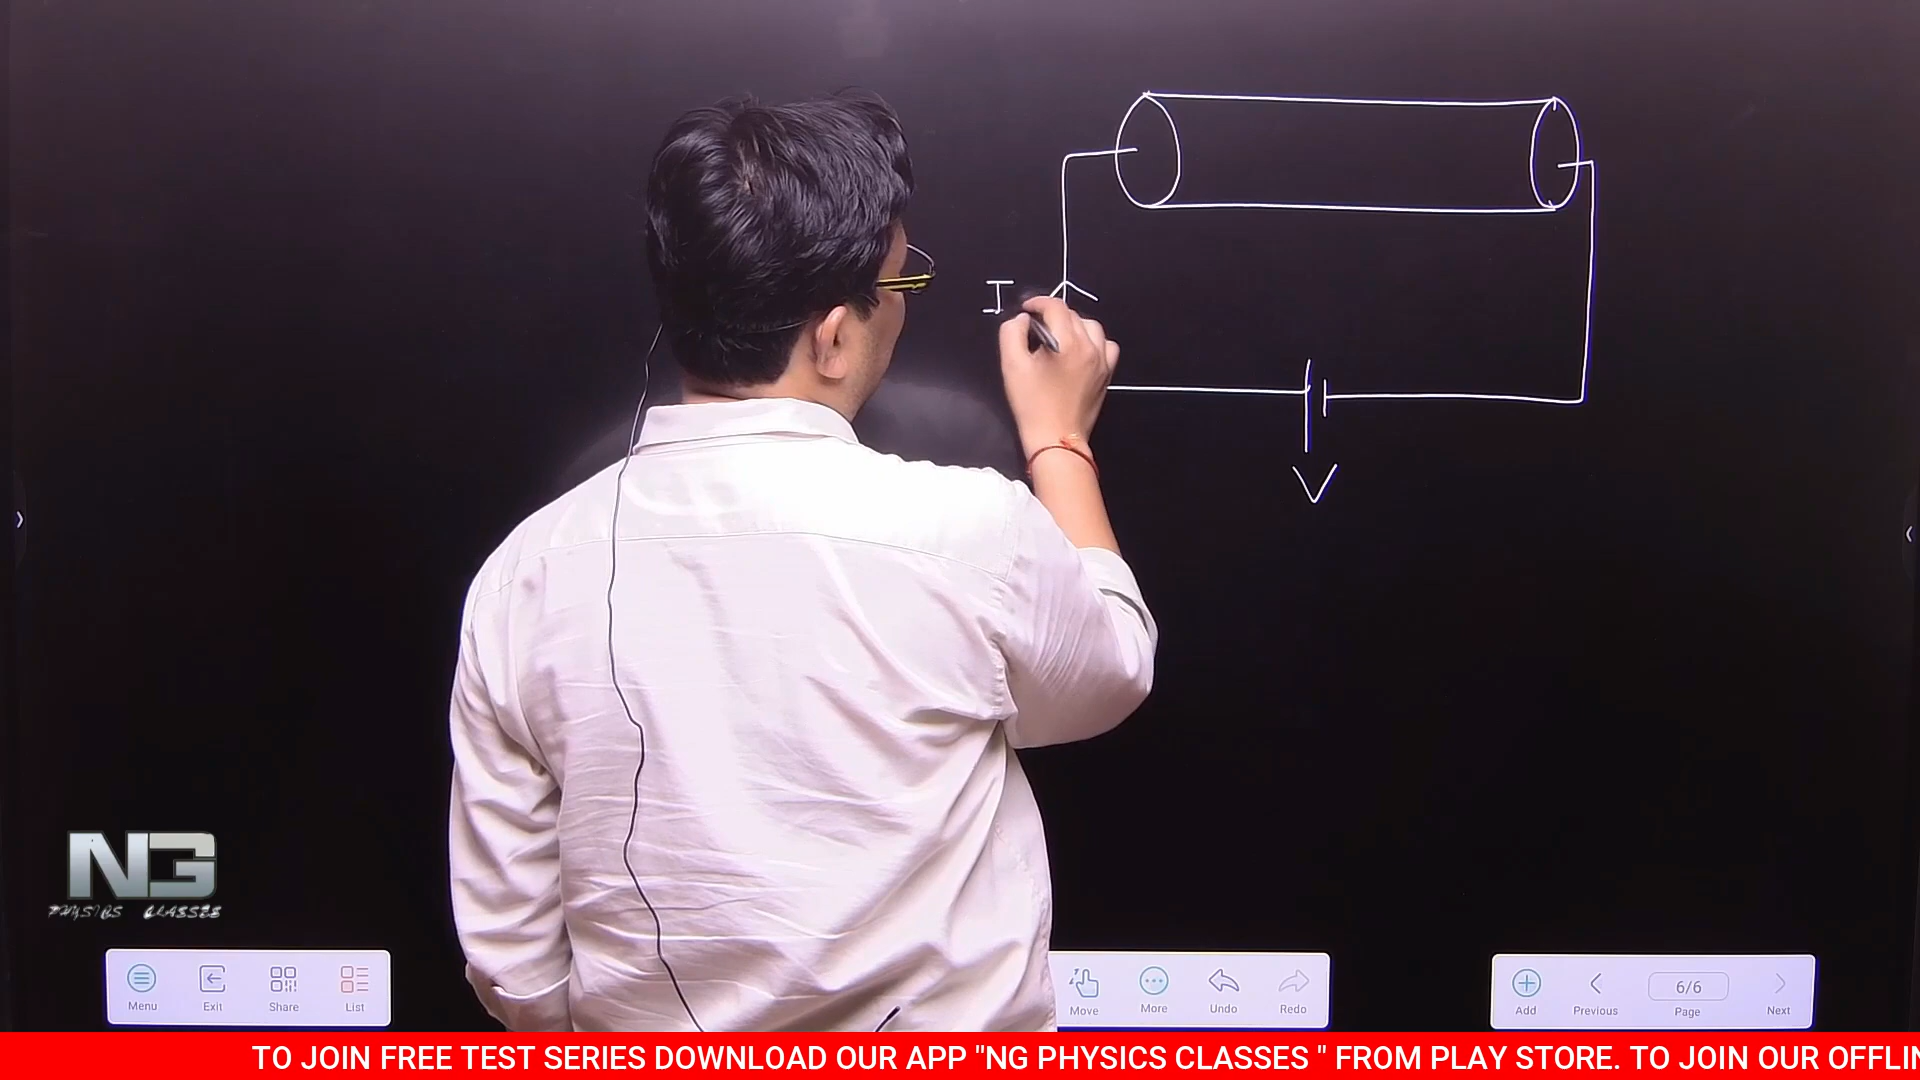 I
V
NG
PHYSICS CLASSES
Menu
Exit
Share
List
Move
More
Undo
Redo
Add
Previous
6/6
Page
Next
TO JOIN FREE TEST SERIES DOWNLOAD OUR APP "NG PHYSICS CLASSES " FROM PLAY STORE. TO JOIN OUR OFFLIN